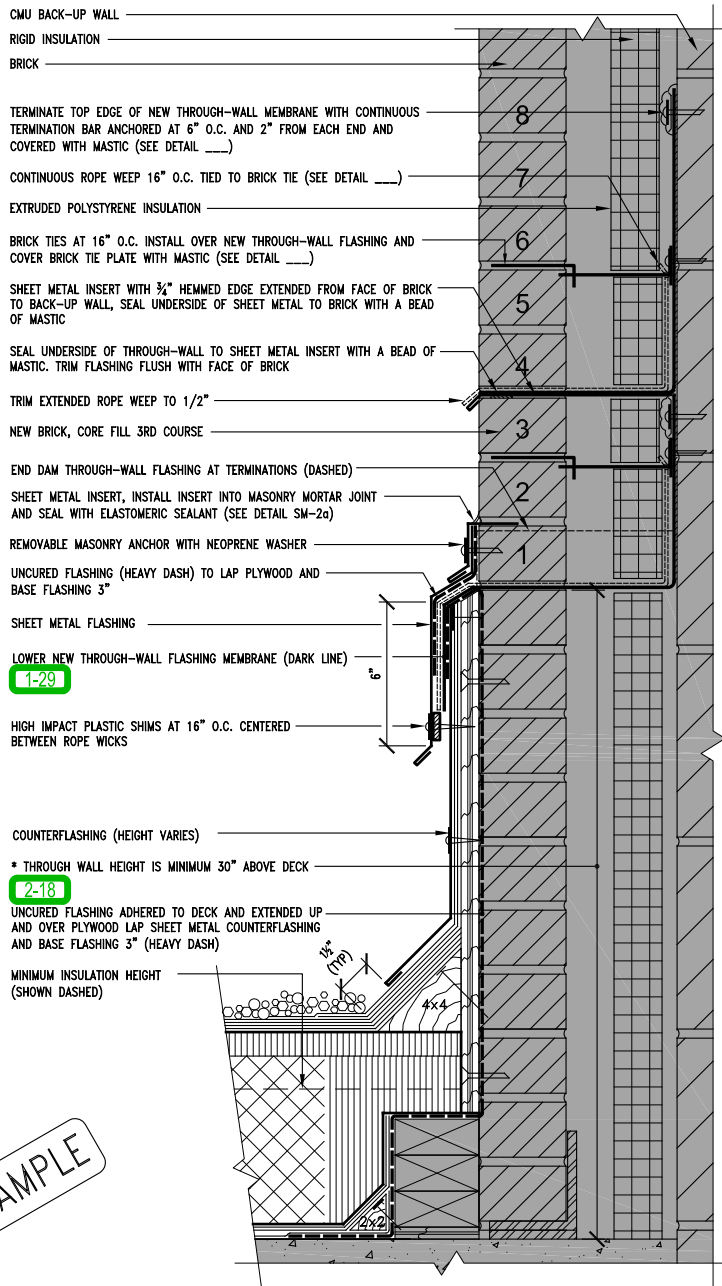 CMU BACK-UP WALL
RIGID INSULATION
BRICK
TERMINATE TOP EDGE OF NEW THROUGH-WALL MEMBRANE WITH CONTINUOUS
TERMINATION BAR ANCHORED AT 6" O.C. AND 2" FROM EACH END AND
COVERED WITH MASTIC (SEE DETAIL ___)
CONTINUOUS ROPE WEEP 16" O.C. TIED TO BRICK TIE (SEE DETAIL ___)
EXTRUDED POLYSTYRENE INSULATION
BRICK TIES AT 16" O.C. INSTALL OVER NEW THROUGH-WALL FLASHING AND
COVER BRICK TIE PLATE WITH MASTIC (SEE DETAIL ___)
SHEET METAL INSERT WITH ¾" HEMMED EDGE EXTENDED FROM FACE OF BRICK
TO BACK-UP WALL, SEAL UNDERSIDE OF SHEET METAL TO BRICK WITH A BEAD
OF MASTIC
SEAL UNDERSIDE OF THROUGH-WALL TO SHEET METAL INSERT WITH A BEAD OF
MASTIC. TRIM FLASHING FLUSH WITH FACE OF BRICK
TRIM EXTENDED ROPE WEEP TO 1/2"
NEW BRICK, CORE FILL 3RD COURSE
END DAM THROUGH-WALL FLASHING AT TERMINATIONS (DASHED)
SHEET METAL INSERT, INSTALL INSERT INTO MASONRY MORTAR JOINT
AND SEAL WITH ELASTOMERIC SEALANT (SEE DETAIL SM-2a)
REMOVABLE MASONRY ANCHOR WITH NEOPRENE WASHER
UNCURED FLASHING (HEAVY DASH) TO LAP PLYWOOD AND
BASE FLASHING 3"
SHEET METAL FLASHING
LOWER NEW THROUGH-WALL FLASHING MEMBRANE (DARK LINE)
1-29
HIGH IMPACT PLASTIC SHIMS AT 16" O.C. CENTERED
BETWEEN ROPE WICKS
COUNTERFLASHING (HEIGHT VARIES)
* THROUGH WALL HEIGHT IS MINIMUM 30" ABOVE DECK
2-18
UNCURED FLASHING ADHERED TO DECK AND EXTENDED UP
AND OVER PLYWOOD LAP SHEET METAL COUNTERFLASHING
AND BASE FLASHING 3" (HEAVY DASH)
MINIMUM INSULATION HEIGHT
(SHOWN DASHED)
8
7
6
5
4
3
2
1
6"
1½"
(TYP)
4x4
2x2
AMPLE